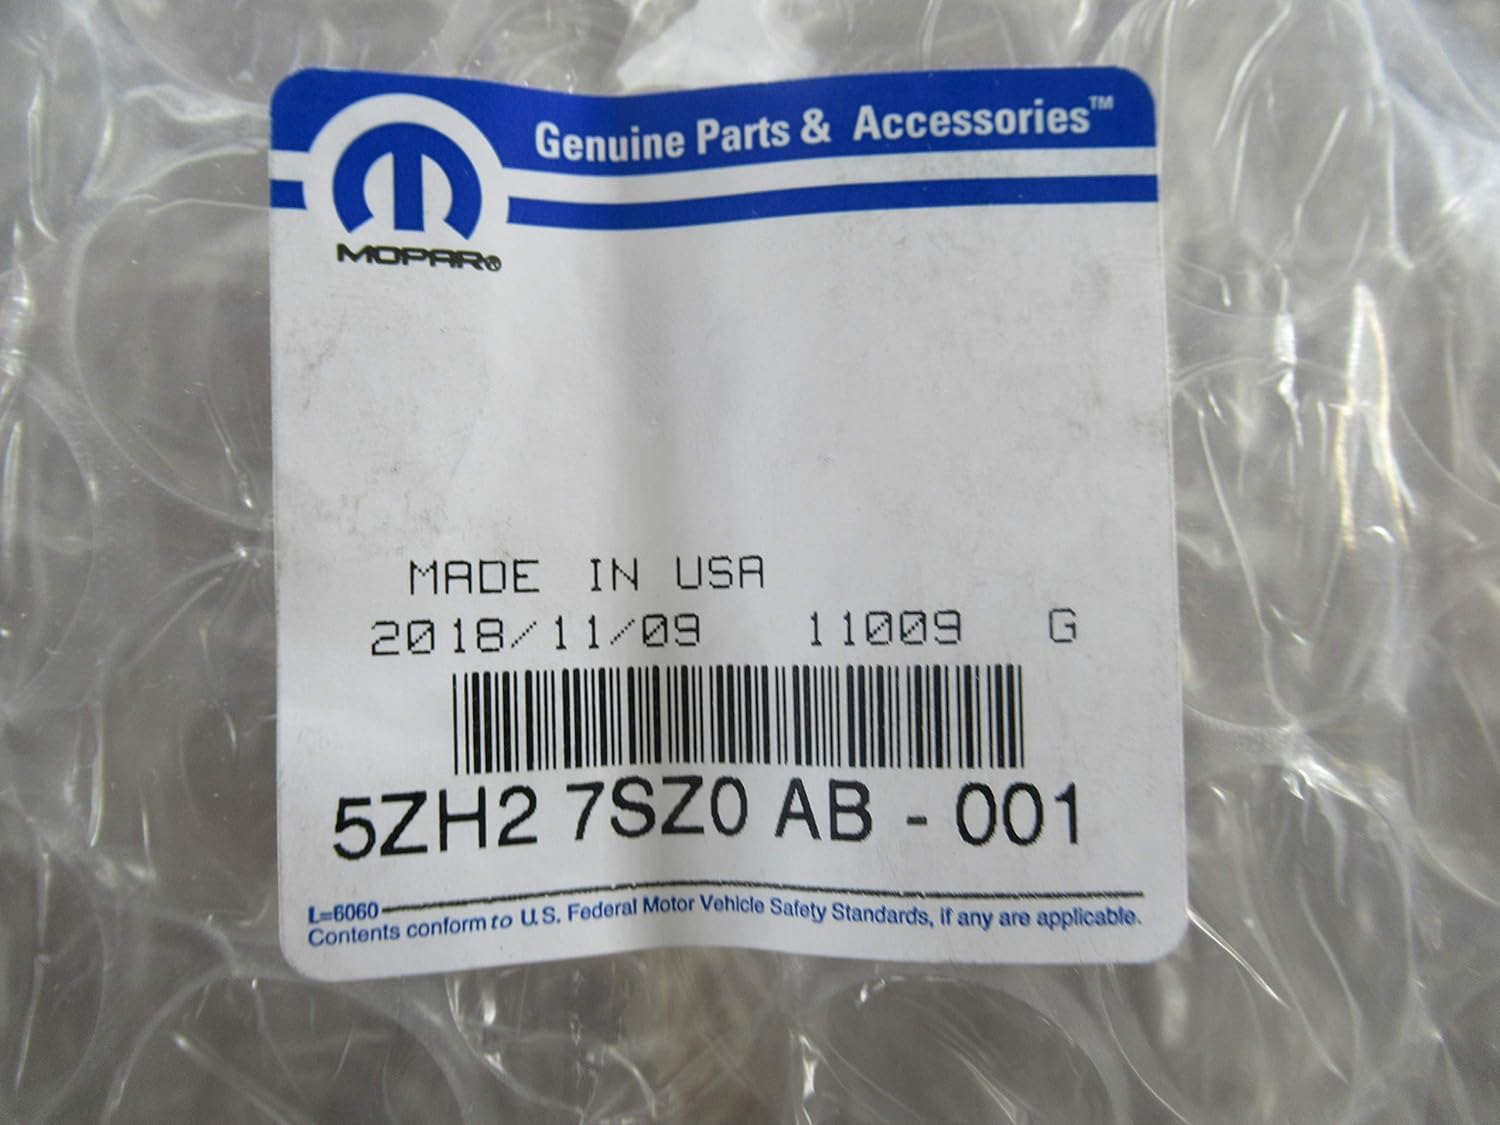 Genuine Parts & Accessories™
MOPAR®
MADE IN USA
2018/11/09 11009 G
5ZH2 7SZ0 AB - 001
L=6060
Contents conform to U.S. Federal Motor Vehicle Safety Standards, if any are applicable.